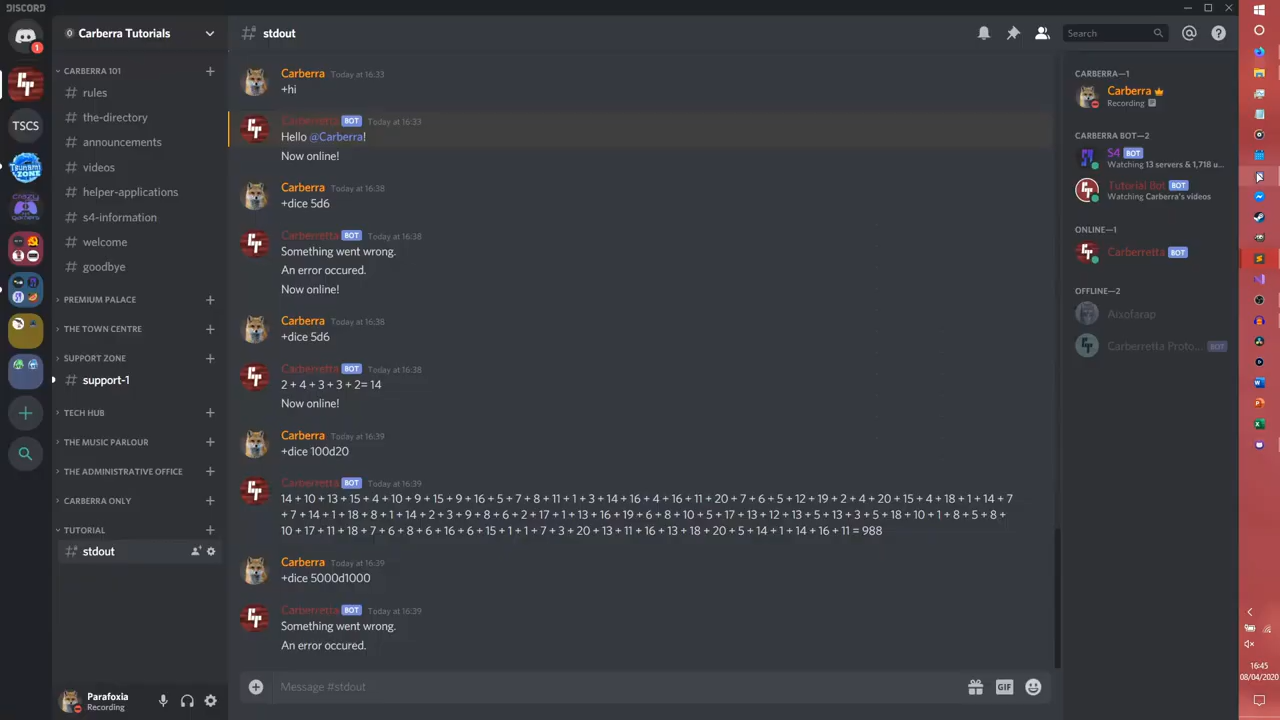 DISCORD
Carberra Tutorials
# stdout
Search
1
TSCS
CARBERRA 101
# rules
# the-directory
# announcements
# videos
# helper-applications
# s4-information
# welcome
# goodbye
PREMIUM PALACE
THE TOWN CENTRE
SUPPORT ZONE
# support-1
TECH HUB
THE MUSIC PARLOUR
THE ADMINISTRATIVE OFFICE
CARBERRA ONLY
TUTORIAL
# stdout
Parafoxia
Recording
Carberra Today at 16:33
+hi
Carberretta BOT Today at 16:33
Hello @Carberra!
Now online!
Carberra Today at 16:38
+dice 5d6
Carberretta BOT Today at 16:38
Something went wrong.
An error occured.
Now online!
Carberra Today at 16:38
+dice 5d6
Carberretta BOT Today at 16:38
2 + 4 + 3 + 3 + 2= 14
Now online!
Carberra Today at 16:39
+dice 100d20
Carberretta BOT Today at 16:39
14 + 10 + 13 + 15 + 4 + 10 + 9 + 15 + 9 + 16 + 5 + 7 + 8 + 11 + 1 + 3 + 14 + 16 + 4 + 16 + 11 + 20 + 7 + 6 + 5 + 12 + 19 + 2 + 4 + 20 + 15 + 4 + 18 + 1 + 14 + 7
+ 7 + 14 + 1 + 18 + 8 + 1 + 14 + 2 + 3 + 9 + 8 + 6 + 2 + 17 + 1 + 13 + 16 + 19 + 6 + 8 + 10 + 5 + 17 + 13 + 12 + 13 + 5 + 13 + 3 + 5 + 18 + 10 + 1 + 8 + 5 + 8 +
10 + 17 + 11 + 18 + 7 + 6 + 8 + 6 + 16 + 6 + 15 + 1 + 1 + 7 + 3 + 20 + 13 + 11 + 16 + 13 + 18 + 20 + 5 + 14 + 1 + 14 + 16 + 11 = 988
Carberra Today at 16:39
+dice 5000d1000
Carberretta BOT Today at 16:39
Something went wrong.
An error occured.
Message #stdout
GIF
CARBERRA—1
Carberra
Recording
CARBERRA BOT—2
S4 BOT
Watching 13 servers & 1,718 u...
Tutorial Bot BOT
Watching Carberra's videos
ONLINE—1
Carberretta BOT
OFFLINE—2
Aixofarap
Carberretta Proto... BOT
16:45
08/04/2020